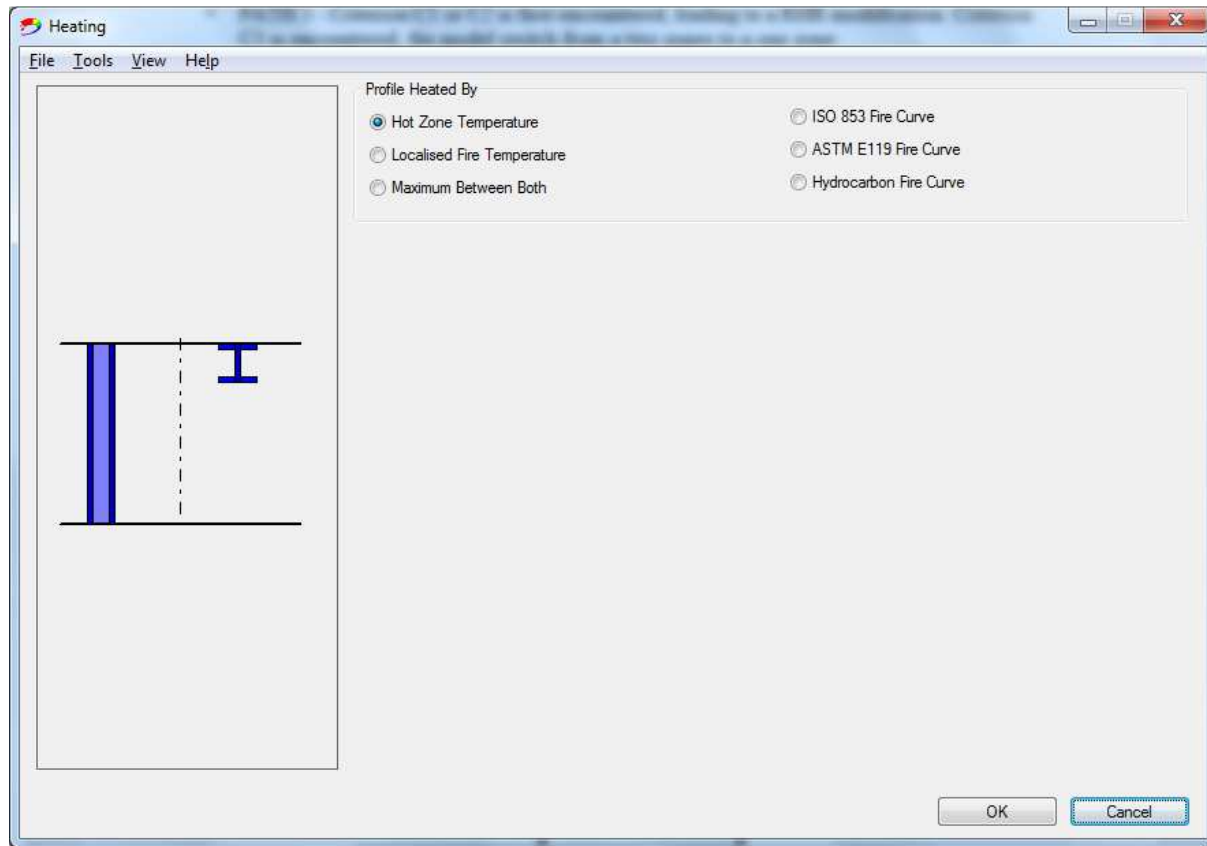 Heating
File Tools View Help
Profile Heated By
Hot Zone Temperature
Localised Fire Temperature
Maximum Between Both
ISO 853 Fire Curve
ASTM E119 Fire Curve
Hydrocarbon Fire Curve
OK Cancel